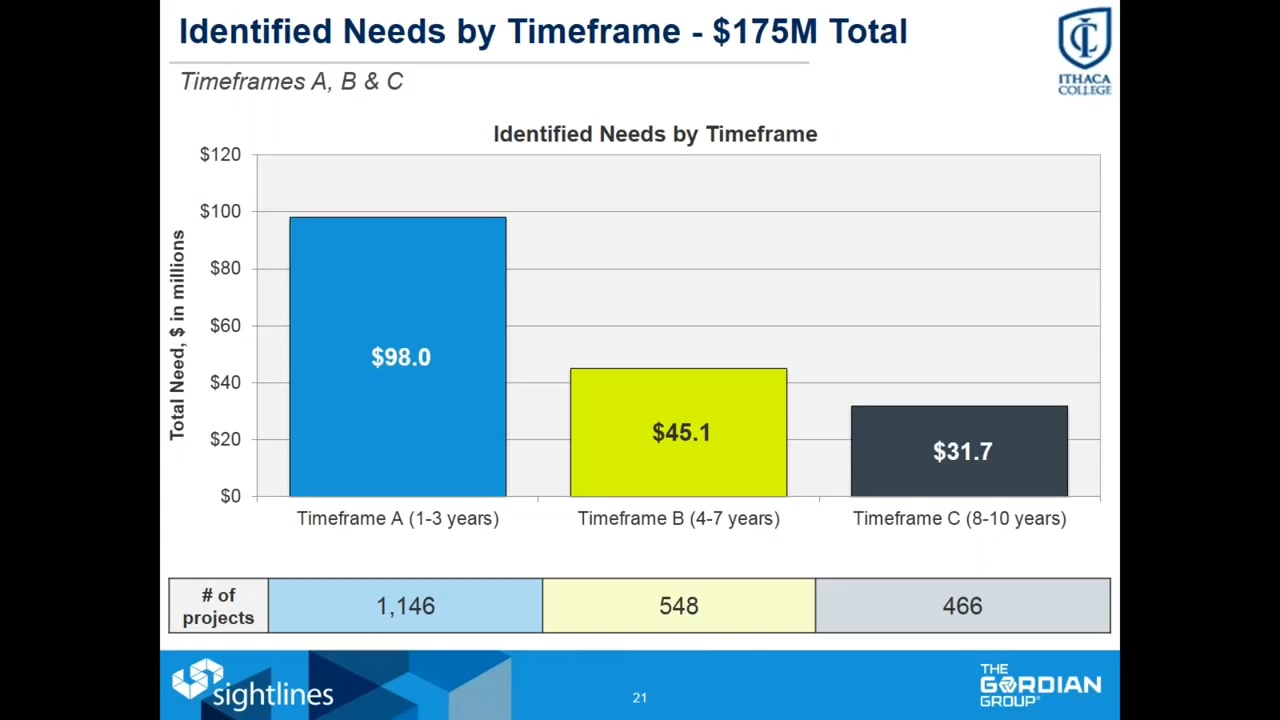 Identified Needs by Timeframe - $175M Total
Timeframes A, B & C
ITHACA
COLLEGE
Identified Needs by Timeframe
Total Need, $ in millions
$120
$100
$80
$60
$40
$20
$0
$98.0
$45.1
$31.7
Timeframe A (1-3 years)
Timeframe B (4-7 years)
Timeframe C (8-10 years)
# of
projects
1,146
548
466
sightlines
21
THE
GORDIAN
GROUP®